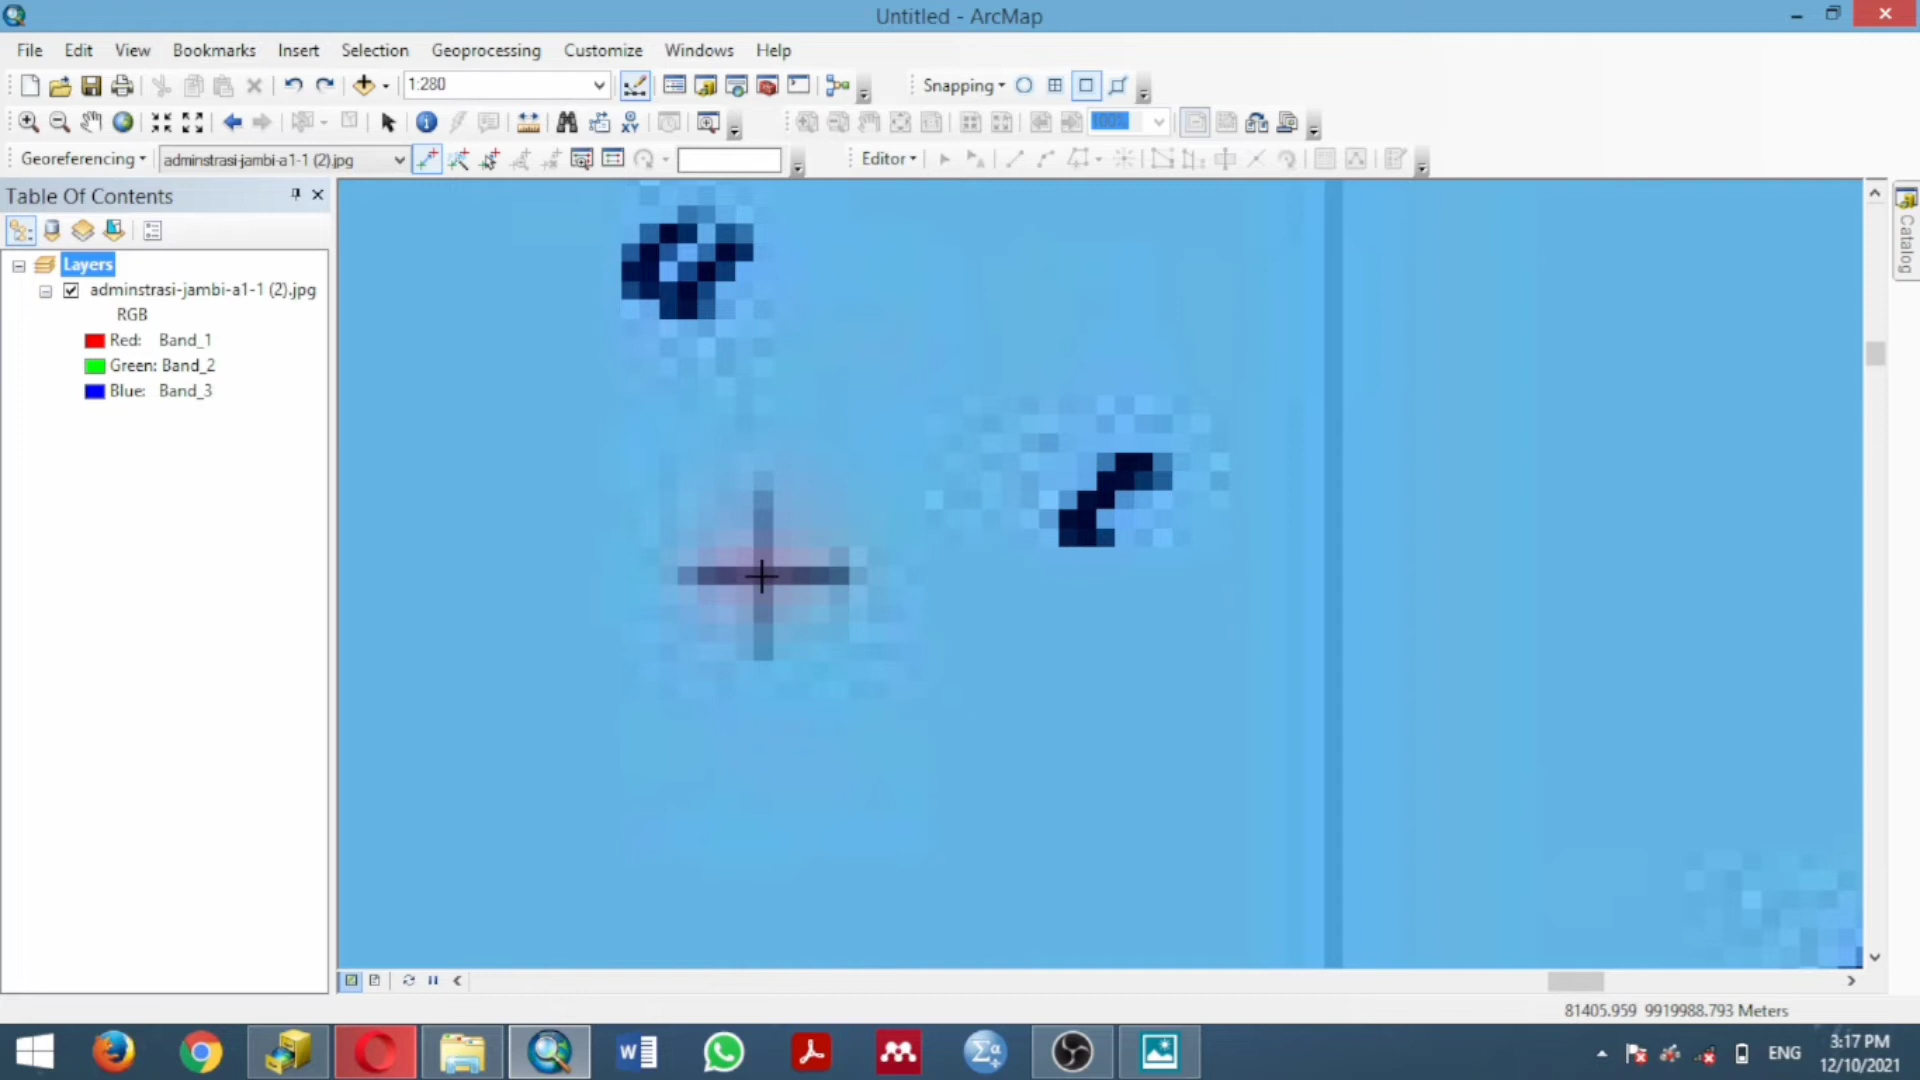 Untitled - ArcMap
File Edit View Bookmarks Insert Selection Geoprocessing Customize Windows Help
1:280
Snapping
100%
Georeferencing adminstrasi-jambi-a1-1 (2).jpg
Editor
Table Of Contents
Catalog
Layers
adminstrasi-jambi-a1-1 (2).jpg
RGB
Red: Band_1
Green: Band_2
Blue: Band_3
81405.959 9919988.793 Meters
ENG
3:17 PM
12/10/2021